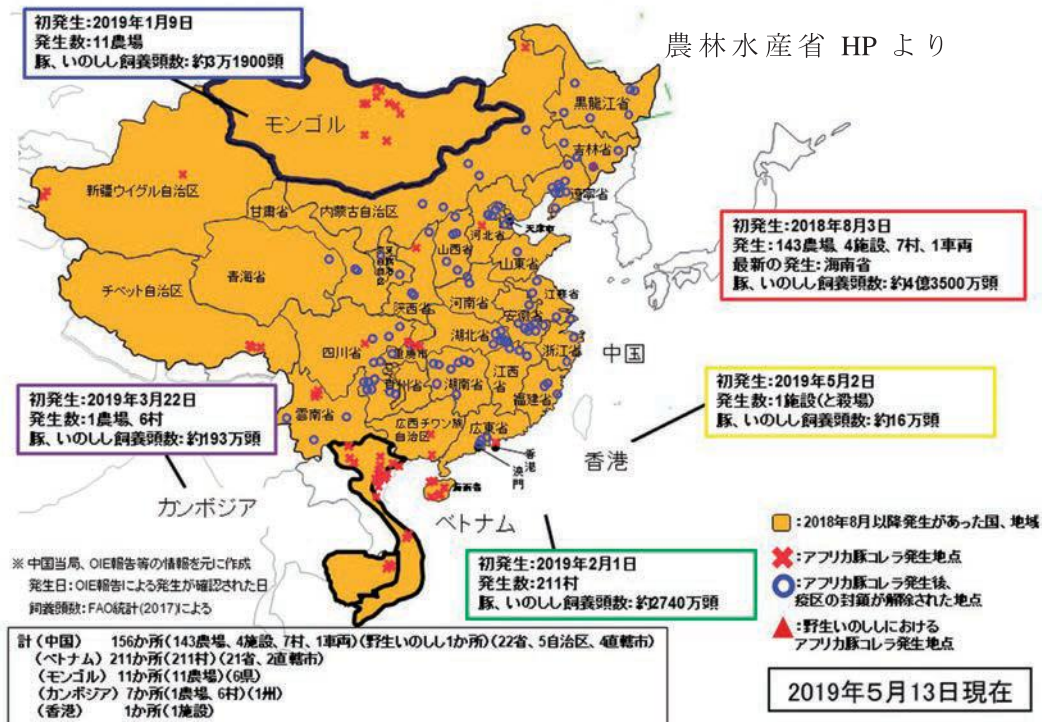 初発生:2019年1月9日
発生数:11農場
豚、いのしし飼養頭数:約3万1900頭
農林水産省 HP より
モンゴル
黒龍江省
吉林省
遼寧省
新疆ウイグル自治区
甘粛省
内蒙古自治区
河北省
天津市
山西省
山東省
青海省
チベット自治区
陝西省
河南省
江蘇省
安徽省
湖北省
四川省
重慶市
浙江省
江西省
貴州省
湖南省
福建省
雲南省
広西チワン族
自治区
広東省
香港
澳門
海南省
初発生:2018年8月3日
発生:143農場、4施設、7村、1車両
最新の発生:海南省
豚、いのしし飼養頭数:約4億3500万頭
中国
初発生:2019年5月2日
発生数:1施設(と殺場)
豚、いのしし飼養頭数:約16万頭
香港
初発生:2019年3月22日
発生数:1農場、6村
豚、いのしし飼養頭数:約193万頭
カンボジア
ベトナム
初発生:2019年2月1日
発生数:211村
豚、いのしし飼養頭数:約2740万頭
:2018年8月以降発生があった国、地域
:アフリカ豚コレラ発生地点
:アフリカ豚コレラ発生後、
疫区の封鎖が解除された地点
:野生いのししにおける
アフリカ豚コレラ発生地点
※ 中国当局、OIE報告等の情報を元に作成
発生日:OIE報告による発生が確認された日
飼養頭数:FAO統計(2017)による
計(中国) 156か所(143農場、4施設、7村、1車両)(野生いのしし1か所)(22省、5自治区、4直轄市)
(ベトナム) 211か所(211村)(21省、2直轄市)
(モンゴル) 11か所(11農場)(6県)
(カンボジア) 7か所(1農場、6村)(1州)
(香港) 1か所(1施設)
2019年5月13日現在